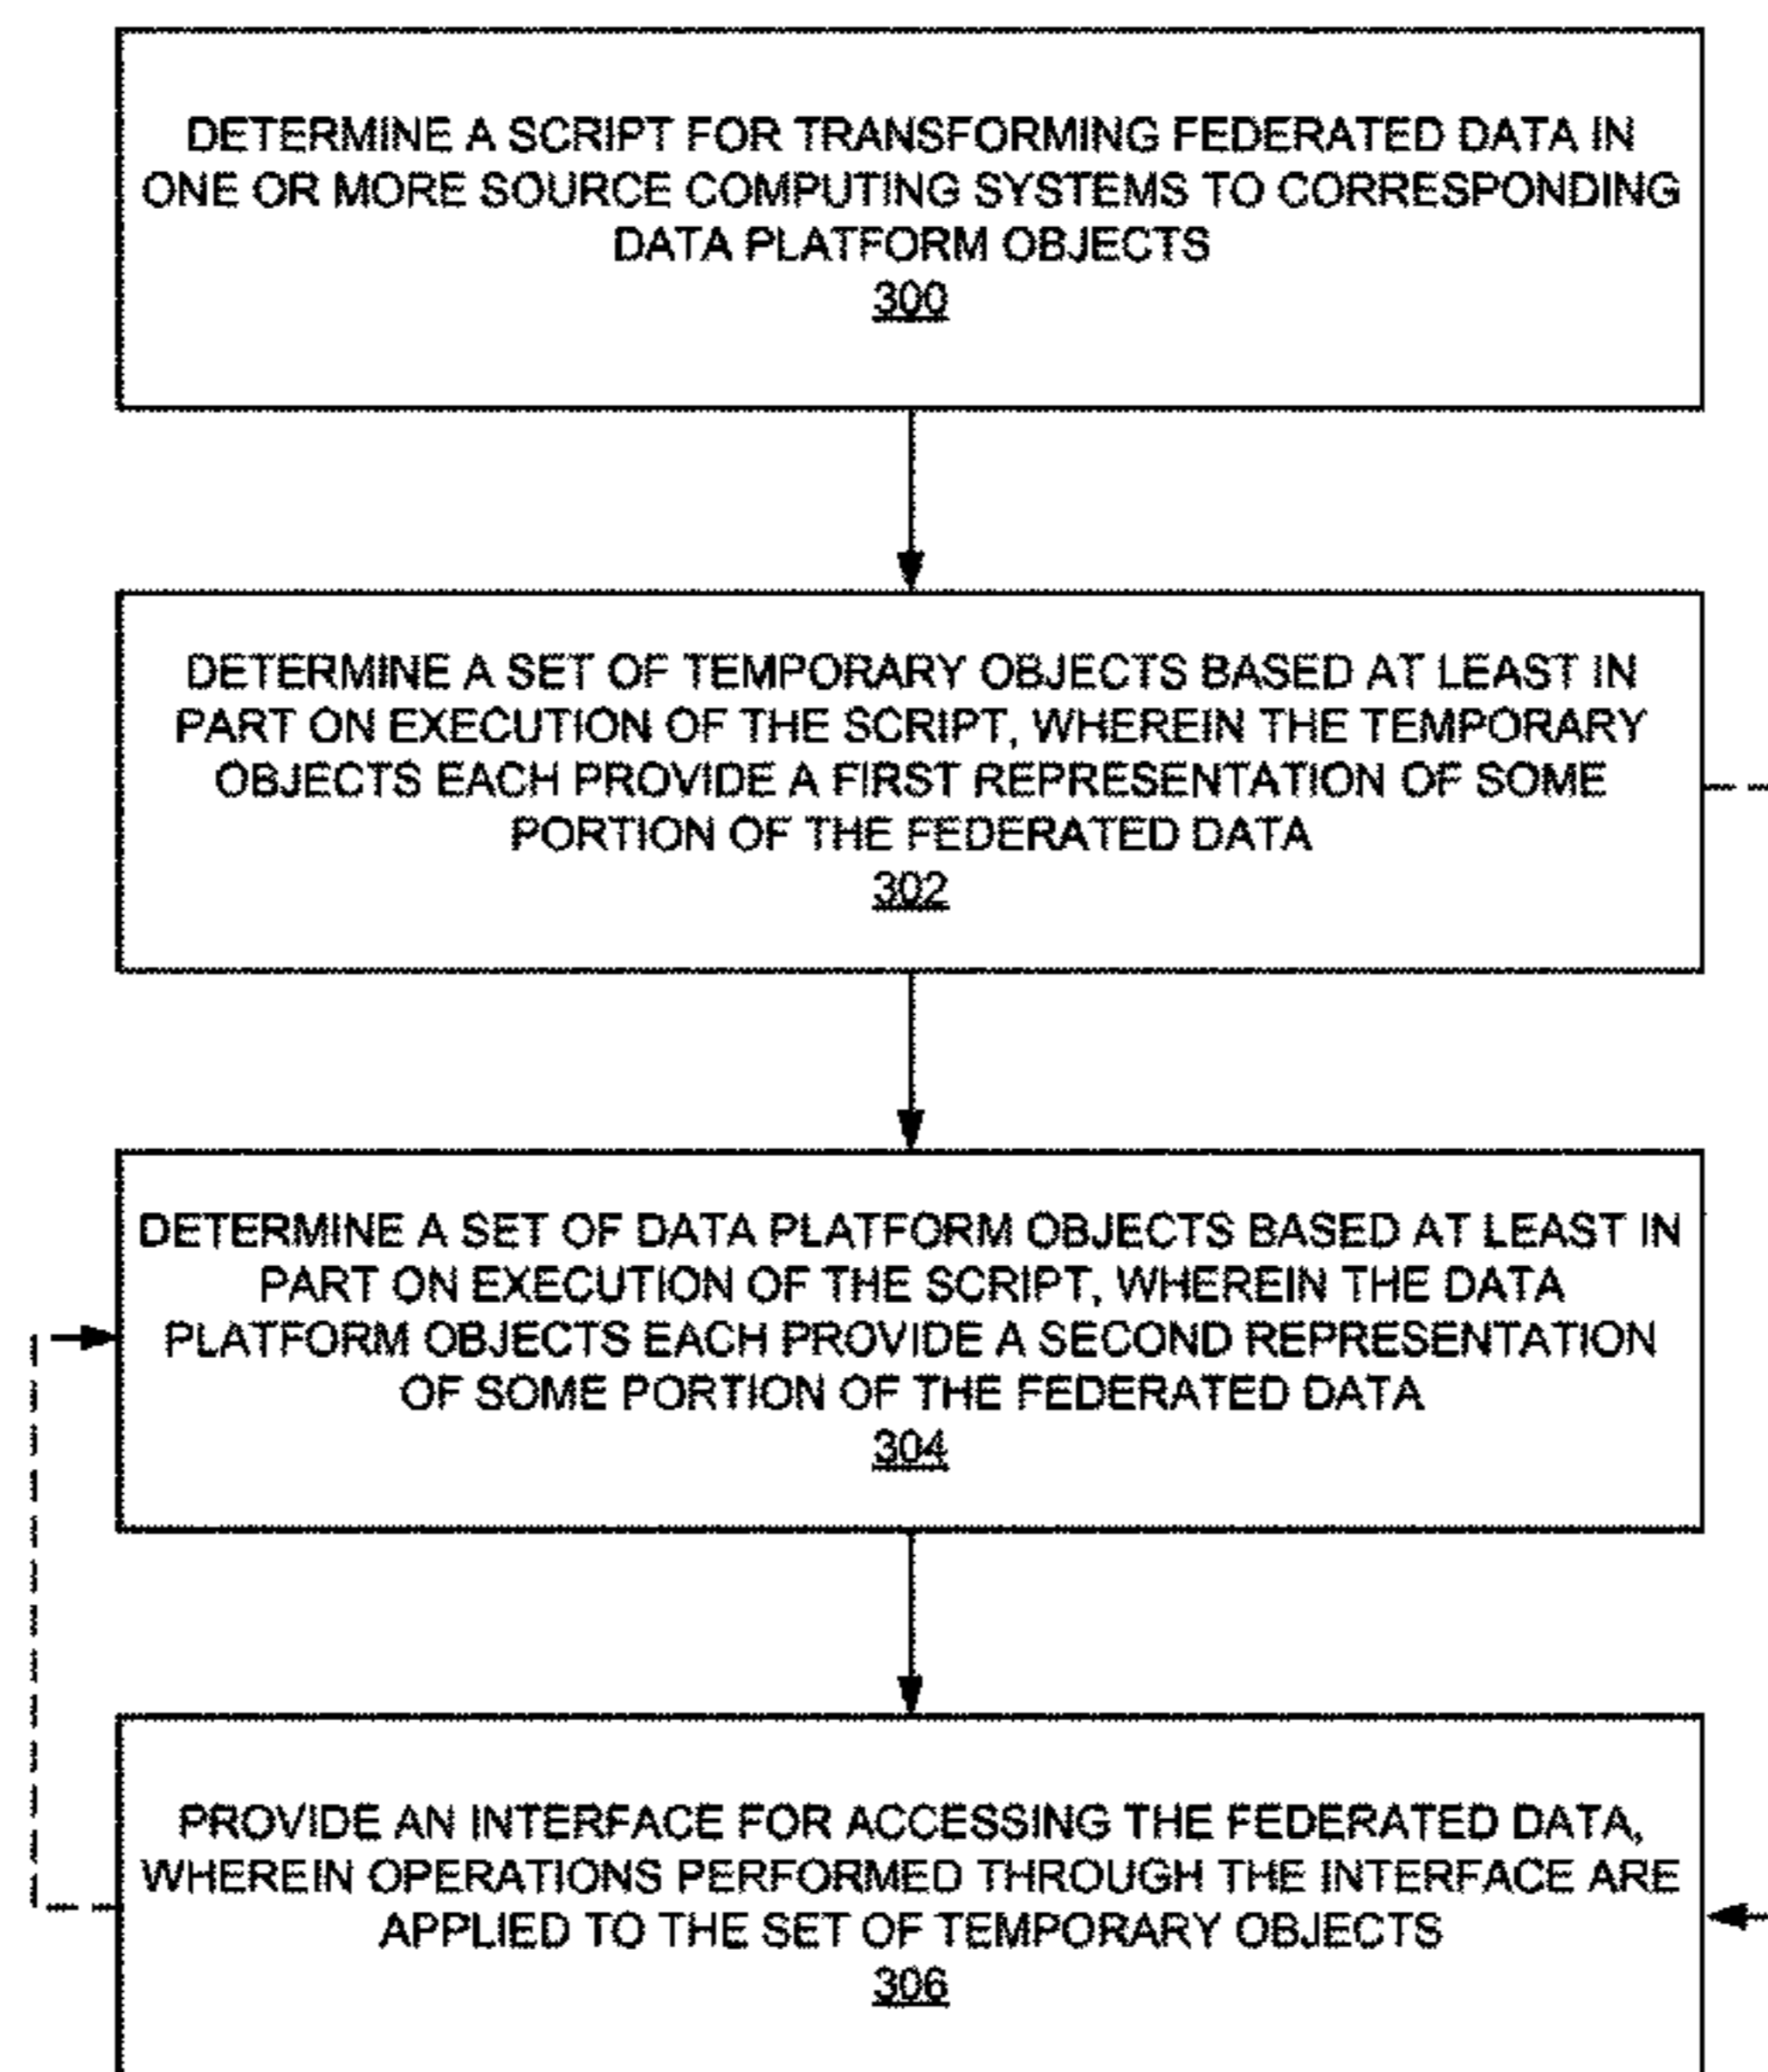 DETERMINE A SCRIPT FOR TRANSFORMING FEDERATED DATA IN
ONE OR MORE SOURCE COMPUTING SYSTEMS TO CORRESPONDING
DATA PLATFORM OBJECTS
300
DETERMINE A SET OF TEMPORARY OBJECTS BASED AT LEAST IN
PART ON EXECUTION OF THE SCRIPT, WHEREIN THE TEMPORARY
OBJECTS EACH PROVIDE A FIRST REPRESENTATION OF SOME
PORTION OF THE FEDERATED DATA
302
DETERMINE A SET OF DATA PLATFORM OBJECTS BASED AT LEAST IN
PART ON EXECUTION OF THE SCRIPT, WHEREIN THE DATA
PLATFORM OBJECTS EACH PROVIDE A SECOND REPRESENTATION
OF SOME PORTION OF THE FEDERATED DATA
304
PROVIDE AN INTERFACE FOR ACCESSING THE FEDERATED DATA,
WHEREIN OPERATIONS PERFORMED THROUGH THE INTERFACE ARE
APPLIED TO THE SET OF TEMPORARY OBJECTS
306